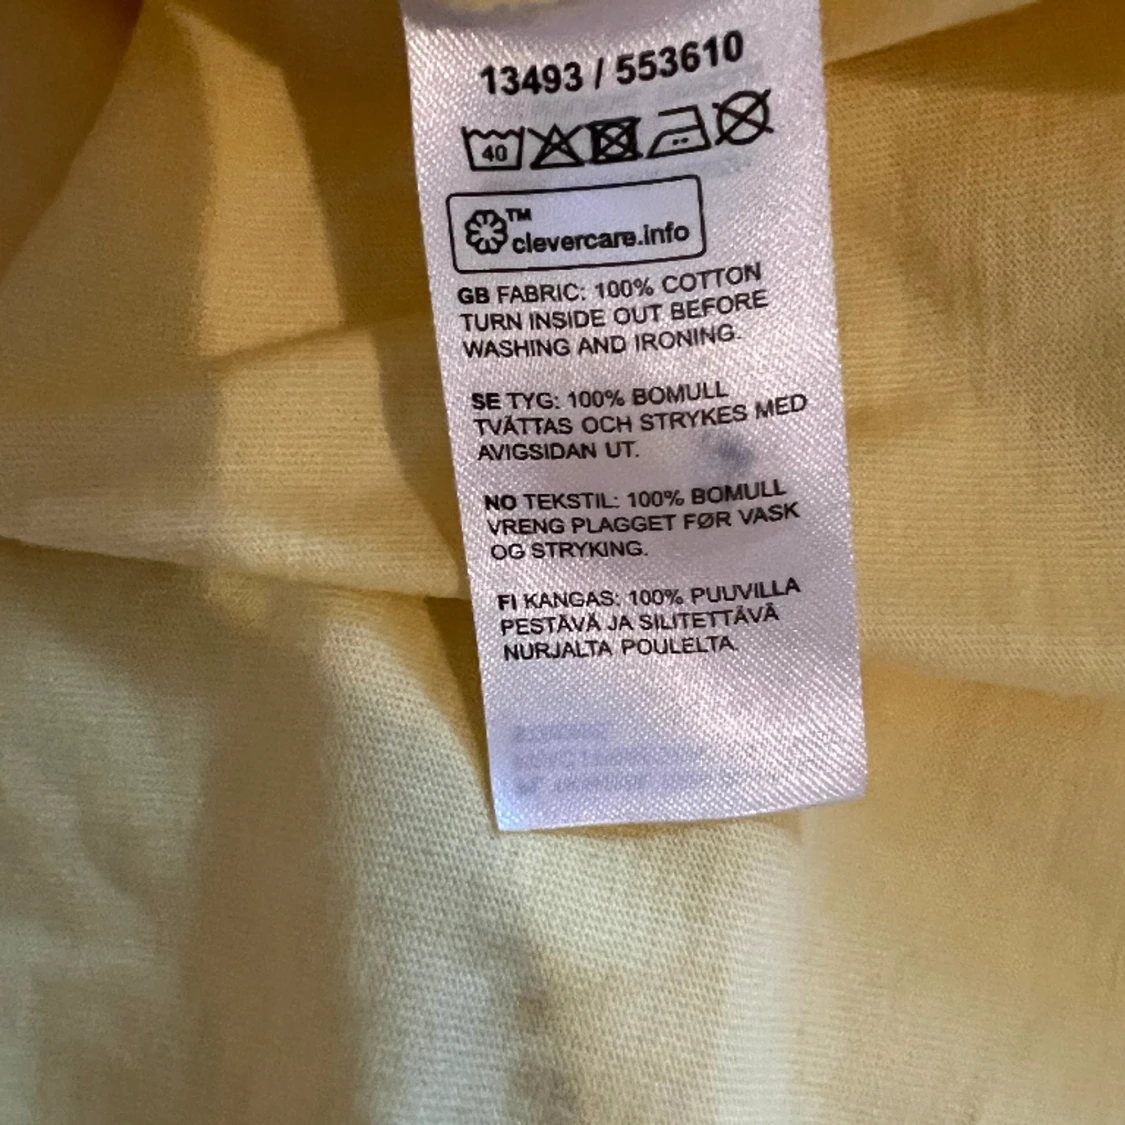 13493 / 553610
40
TM
clevercare.info
GB FABRIC: 100% COTTON
TURN INSIDE OUT BEFORE
WASHING AND IRONING.
SE TYG: 100% BOMULL
TVÄTTAS OCH STRYKES MED
AVIGSIDAN UT.
NO TEKSTIL: 100% BOMULL
VRENG PLAGGET FØR VASK
OG STRYKING.
FI KANGAS: 100% PUUVILLA
PESTÄVÄ JA SILITETTÄVÄ
NURJALTA POULELTA.